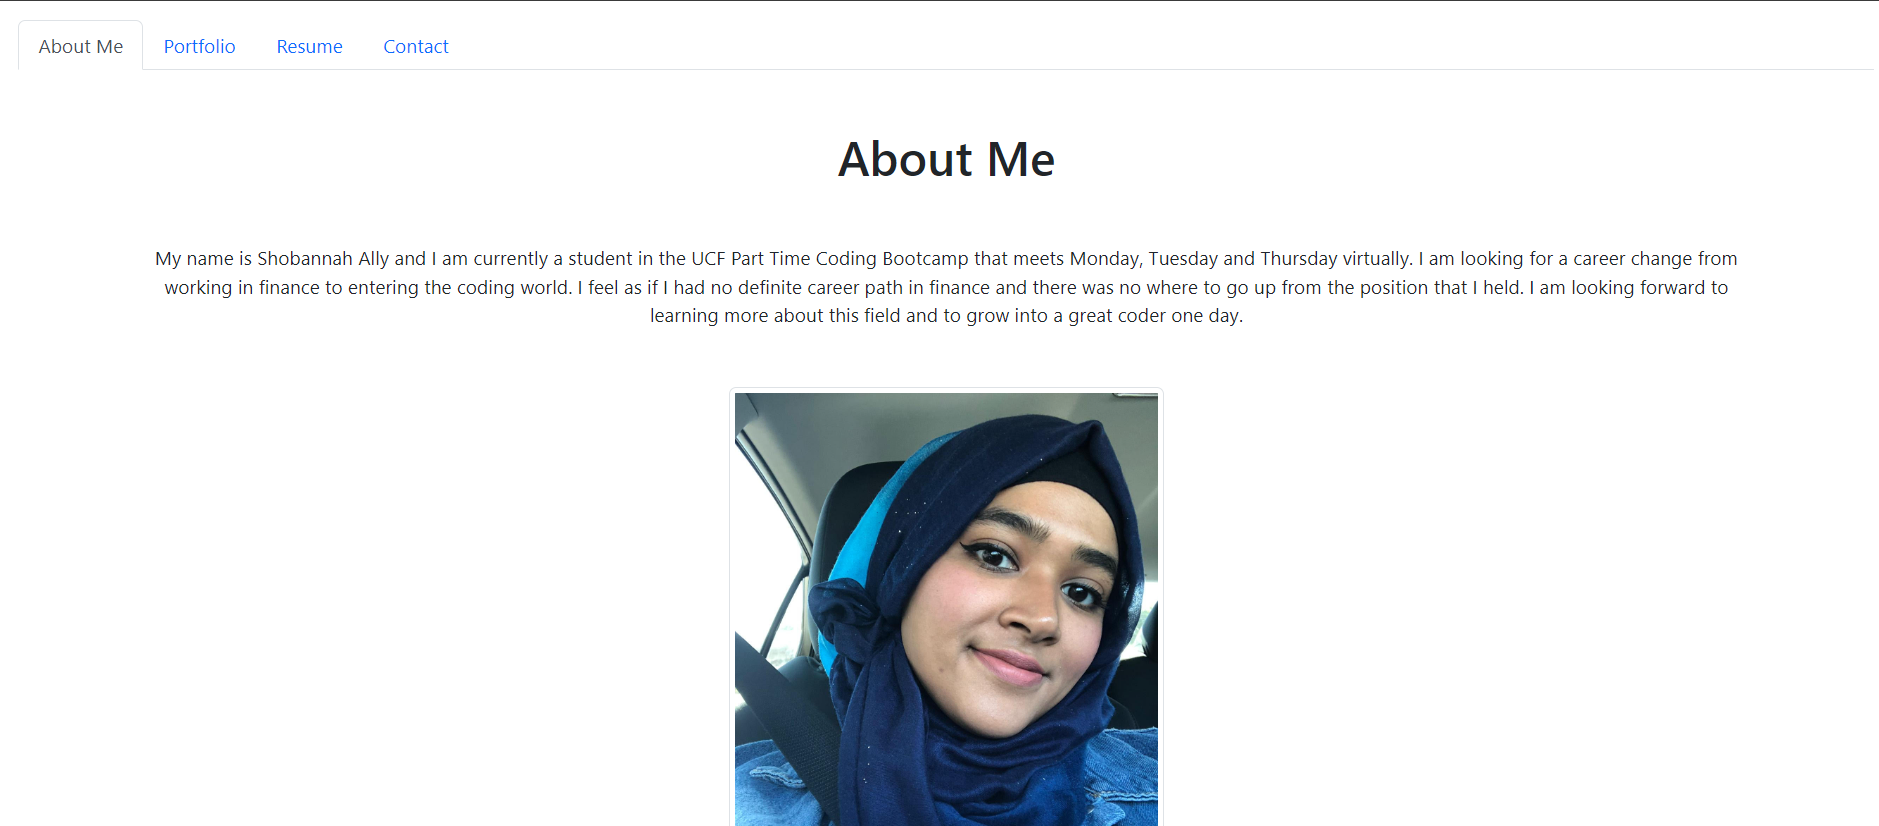 About Me Portfolio Resume Contact
About Me
My name is Shobannah Ally and I am currently a student in the UCF Part Time Coding Bootcamp that meets Monday, Tuesday and Thursday virtually. I am looking for a career change from
working in finance to entering the coding world. I feel as if I had no definite career path in finance and there was no where to go up from the position that I held. I am looking forward to
learning more about this field and to grow into a great coder one day.